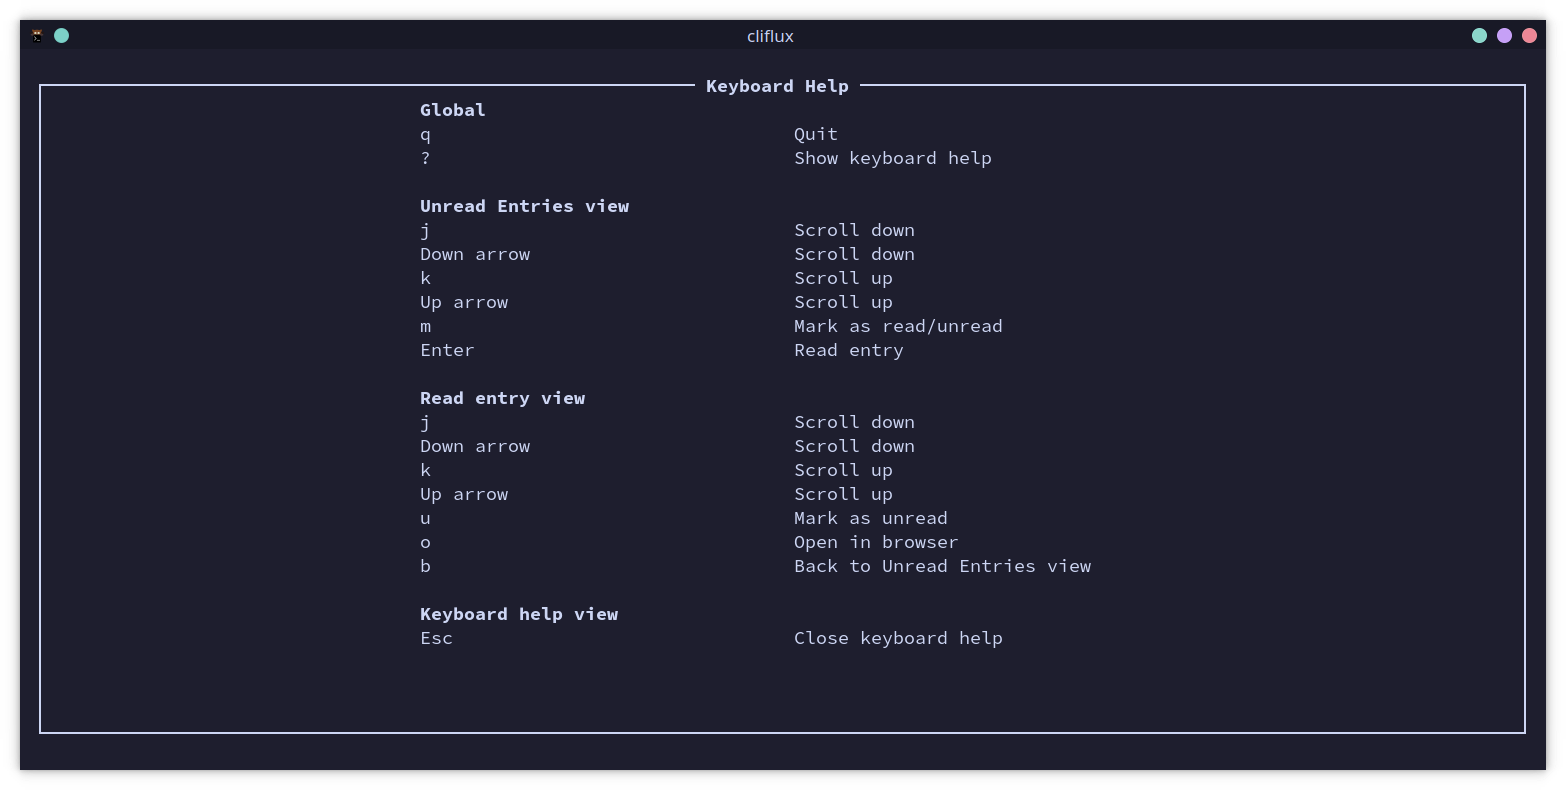 cliflux
Keyboard Help
Global
q Quit
? Show keyboard help
Unread Entries view
j Scroll down
Down arrow Scroll down
k Scroll up
Up arrow Scroll up
m Mark as read/unread
Enter Read entry
Read entry view
j Scroll down
Down arrow Scroll down
k Scroll up
Up arrow Scroll up
u Mark as unread
o Open in browser
b Back to Unread Entries view
Keyboard help view
Esc Close keyboard help